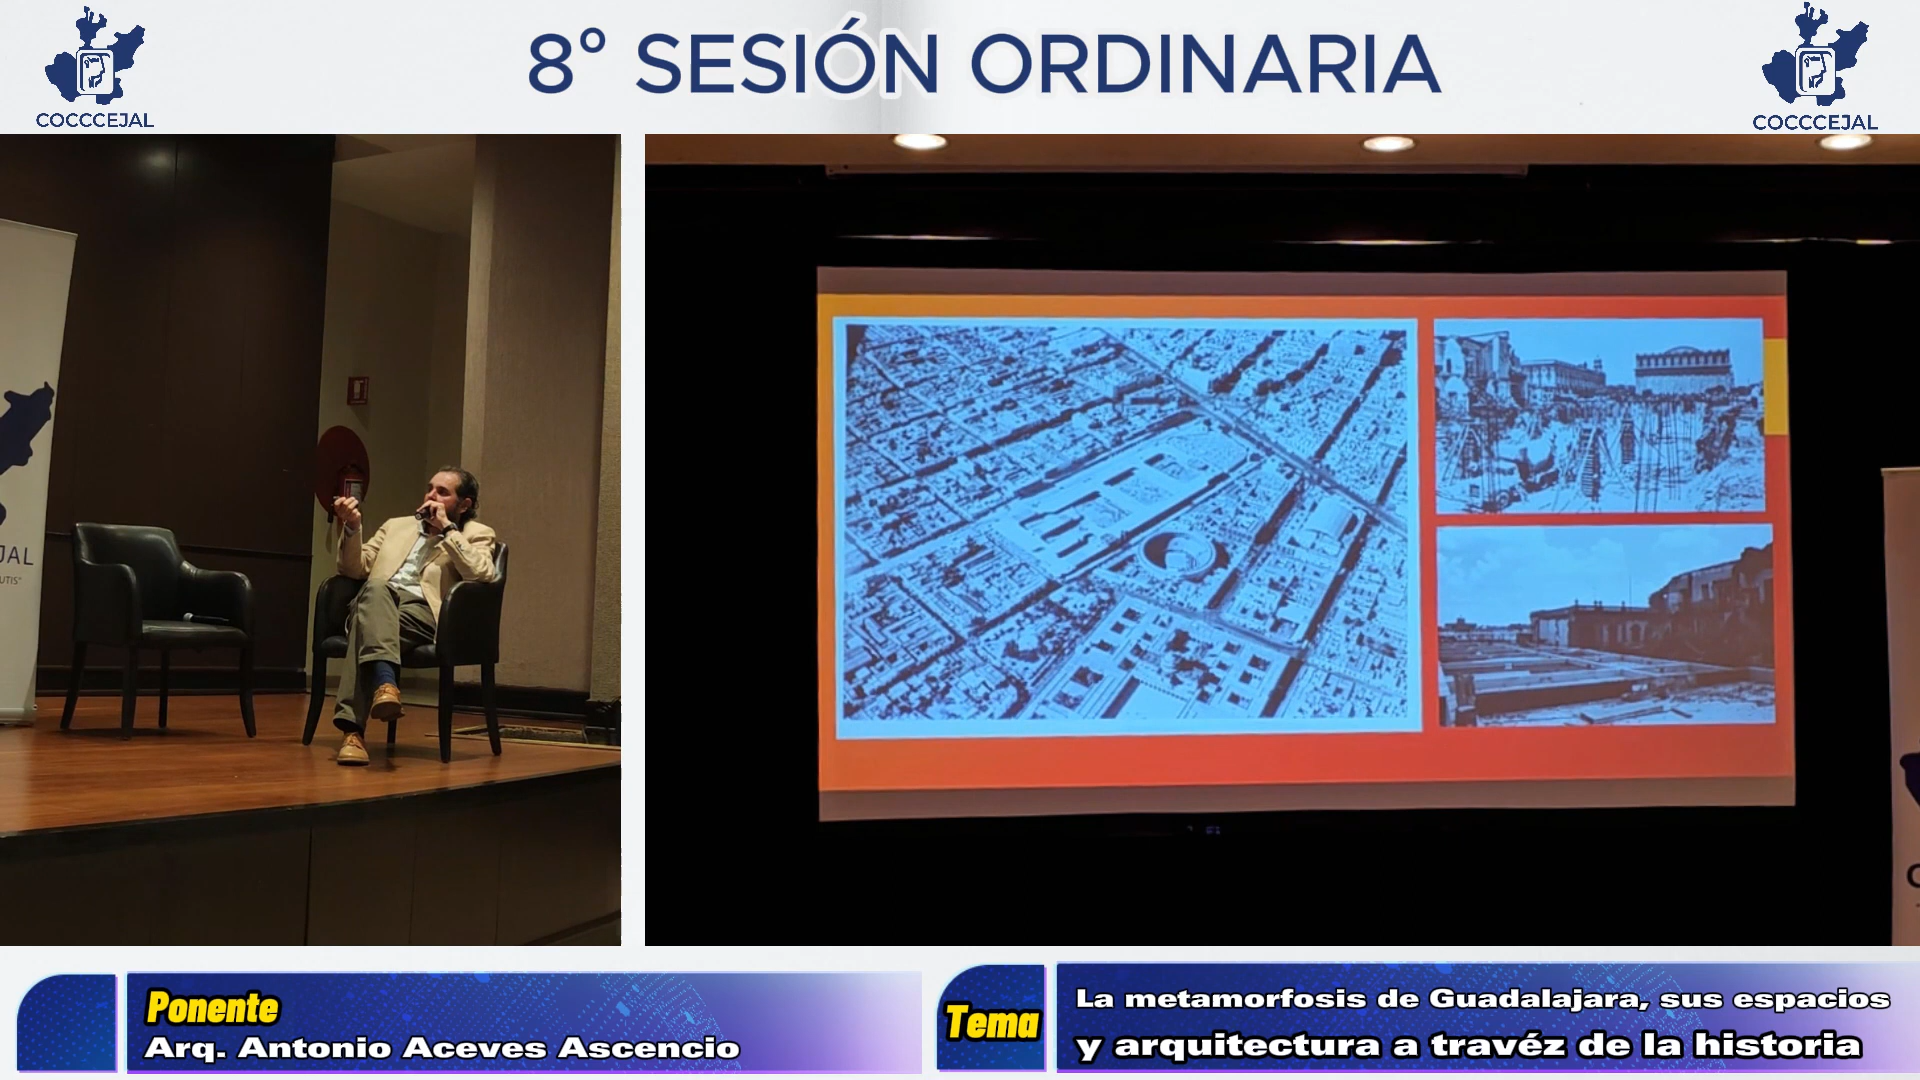 8° SESIÓN ORDINARIA
COCCCEJAL
COCCCEJAL
JAL
UTIS"
Ponente
Arq. Antonio Aceves Ascencio
Tema
La metamorfosis de Guadalajara, sus espacios
y arquitectura a travéz de la historia